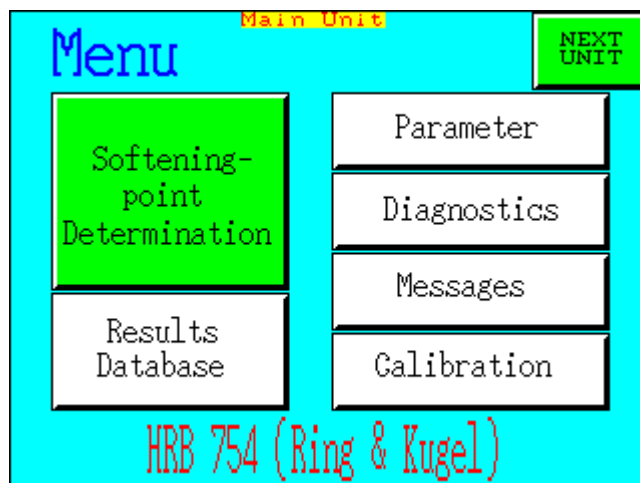 Main Unit
Menu
NEXT
UNIT
Softening-
point
Determination
Results
Database
Parameter
Diagnostics
Messages
Calibration
HRB 754 (Ring & Kugel)